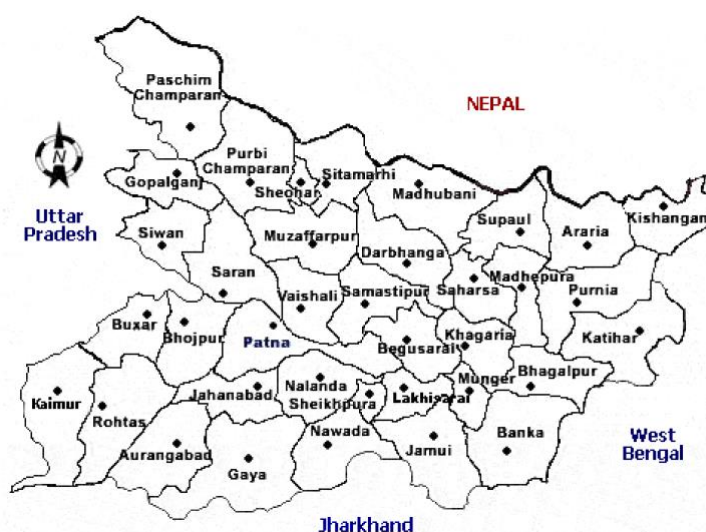 Paschim
Champaran
NEPAL
N
Purbi
Champaran
Sitamarhi
Gopalganj
Sheohar
Madhubani
Uttar
Pradesh
Siwan
Muzaffarpur
Supaul
Araria
Kishangan
Darbhanga
Saran
Vaishali
Samastipur
Saharsa
Madhepura
Purnia
Buxar
Bhojpur
Patna
Begusarai
Khagaria
Katihar
Kaimur
Jahanabad
Nalanda
Sheikhpura
Lakhisarai
Munger
Bhagalpur
Rohtas
Aurangabad
Gaya
Nawada
Jamui
Banka
West
Bengal
Jharkhand